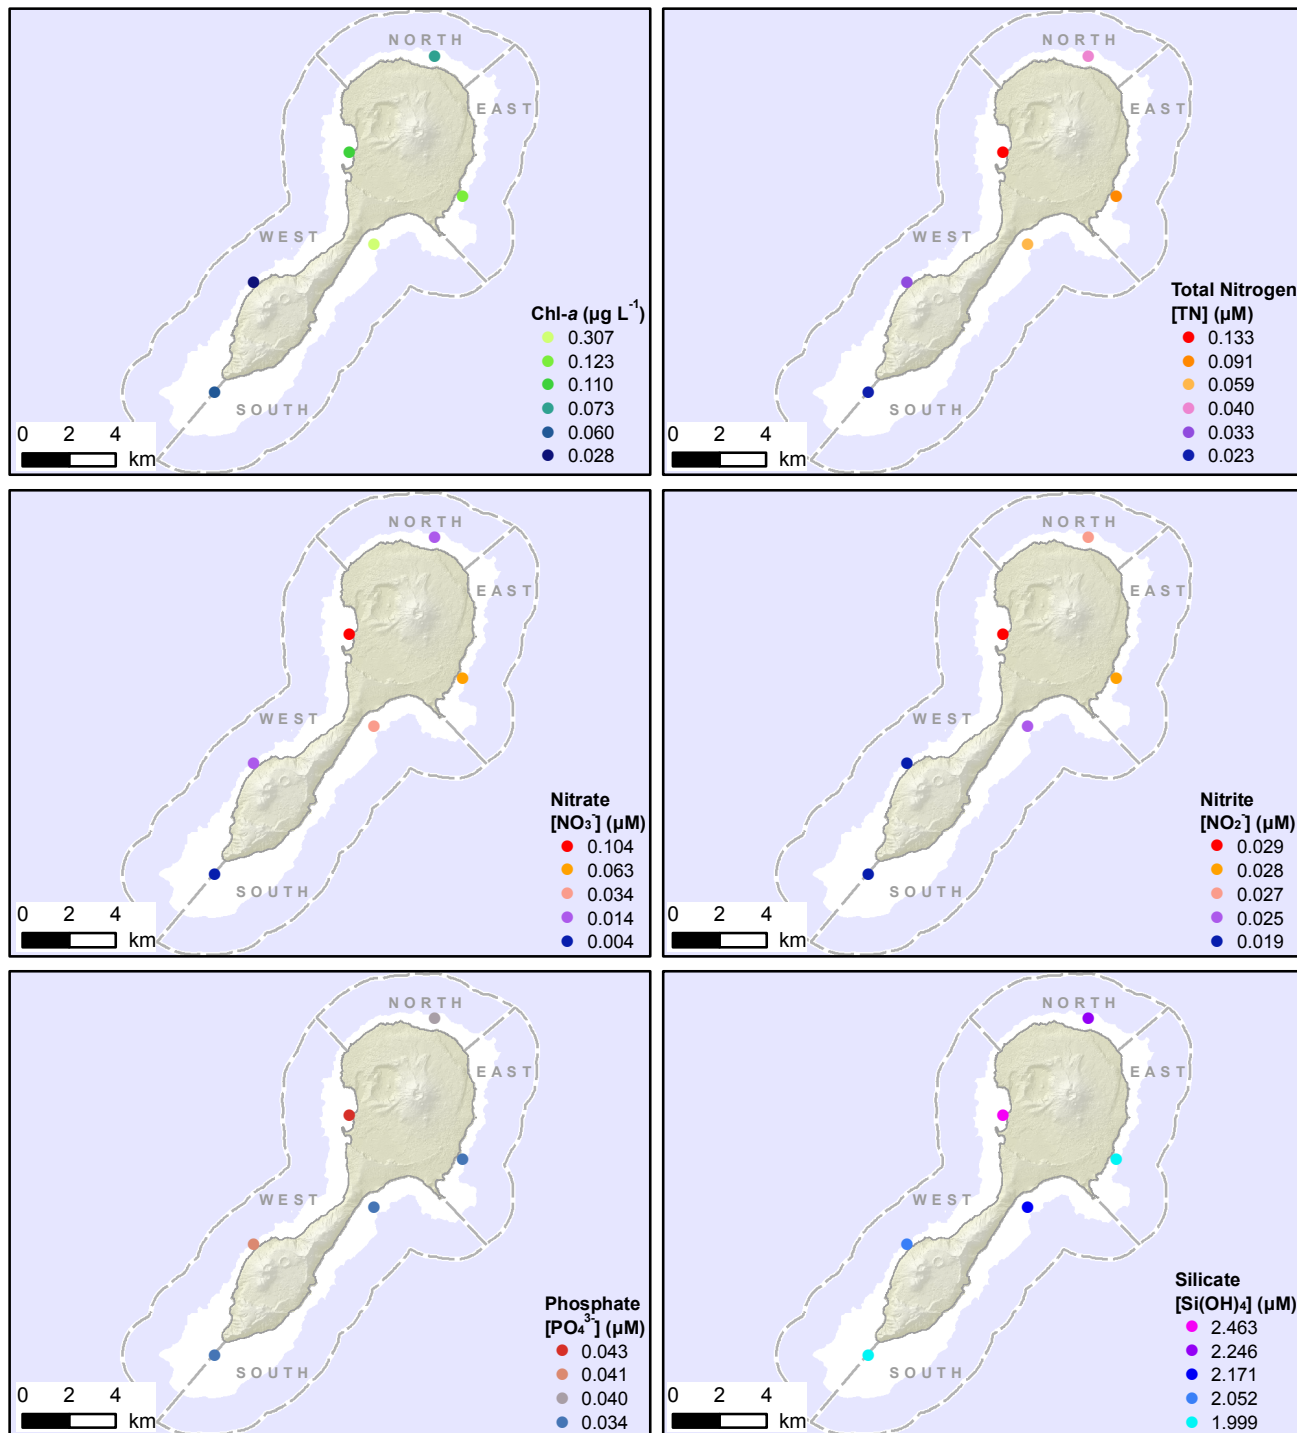 NORTH
EAST
WEST
SOUTH
Chl-a (µg L⁻¹)
0.307
0.123
0.110
0.073
0.060
0.028
0 2 4
km
NORTH
EAST
WEST
SOUTH
Total Nitrogen
[TN] (µM)
0.133
0.091
0.059
0.040
0.033
0.023
0 2 4
km
NORTH
EAST
WEST
SOUTH
Nitrate
[NO₃⁻] (µM)
0.104
0.063
0.034
0.014
0.004
0 2 4
km
NORTH
EAST
WEST
SOUTH
Nitrite
[NO₂⁻] (µM)
0.029
0.028
0.027
0.025
0.019
0 2 4
km
NORTH
EAST
WEST
SOUTH
Phosphate
[PO₄³⁻] (µM)
0.043
0.041
0.040
0.034
0 2 4
km
NORTH
EAST
WEST
SOUTH
Silicate
[Si(OH)₄] (µM)
2.463
2.246
2.171
2.052
1.999
0 2 4
km